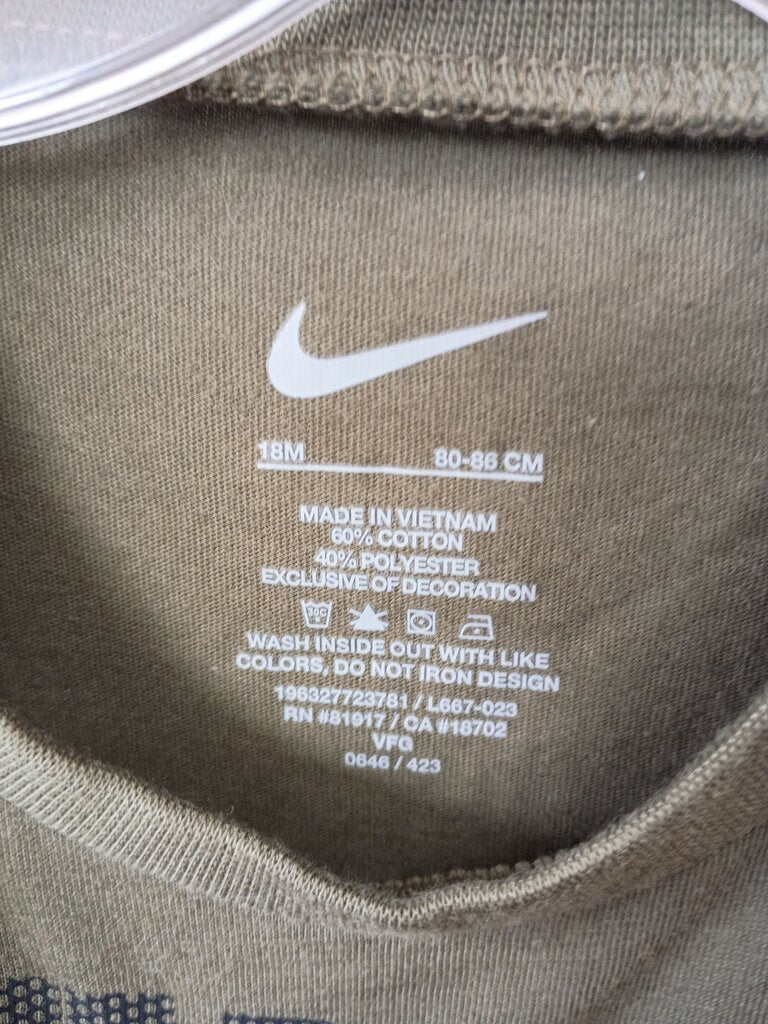 18M 80-86 CM
MADE IN VIETNAM
60% COTTON
40% POLYESTER
EXCLUSIVE OF DECORATION
30C
WASH INSIDE OUT WITH LIKE
COLORS, DO NOT IRON DESIGN
196327723781 / L667-023
RN #81917 / CA #18702
VFG
0646 / 423